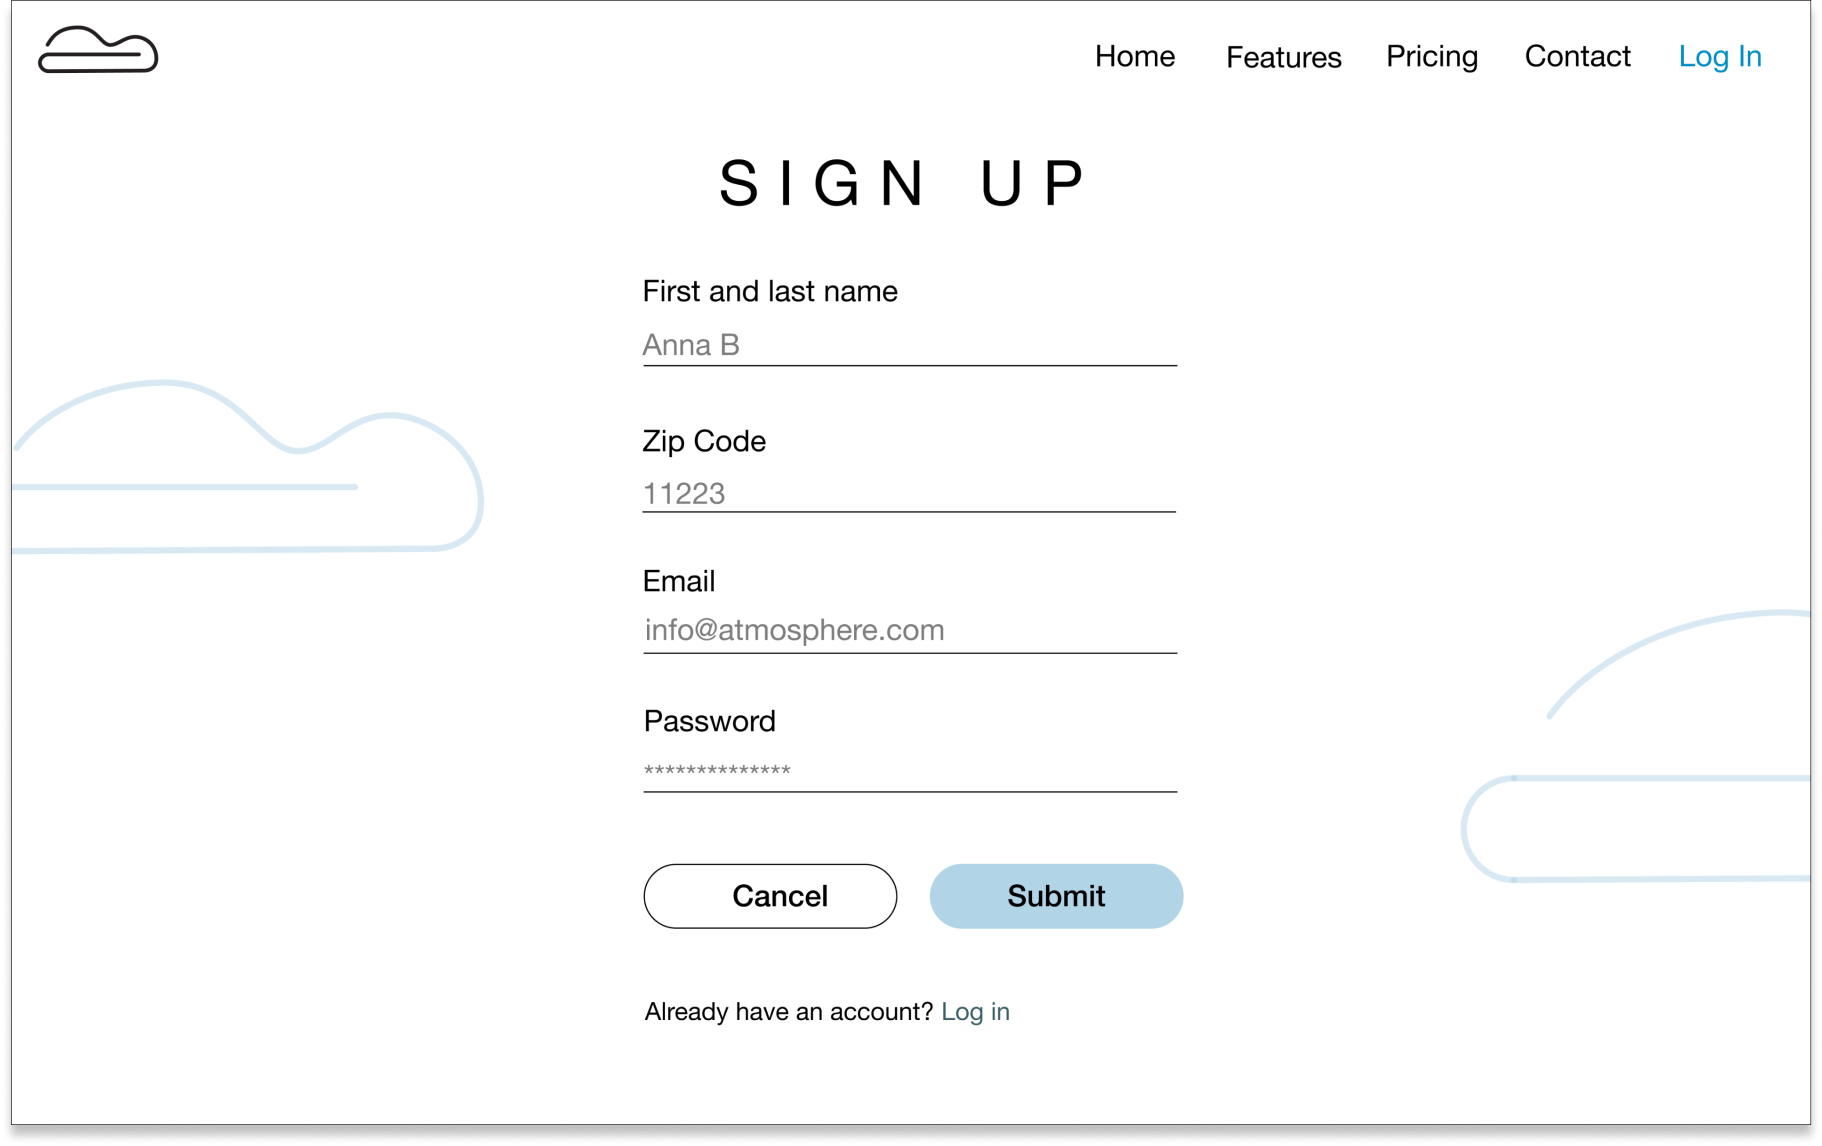 Home Features Pricing Contact Log In
SIGN UP
First and last name
Anna B
Zip Code
11223
Email
info@atmosphere.com
Password
**************
Cancel Submit
Already have an account? Log in